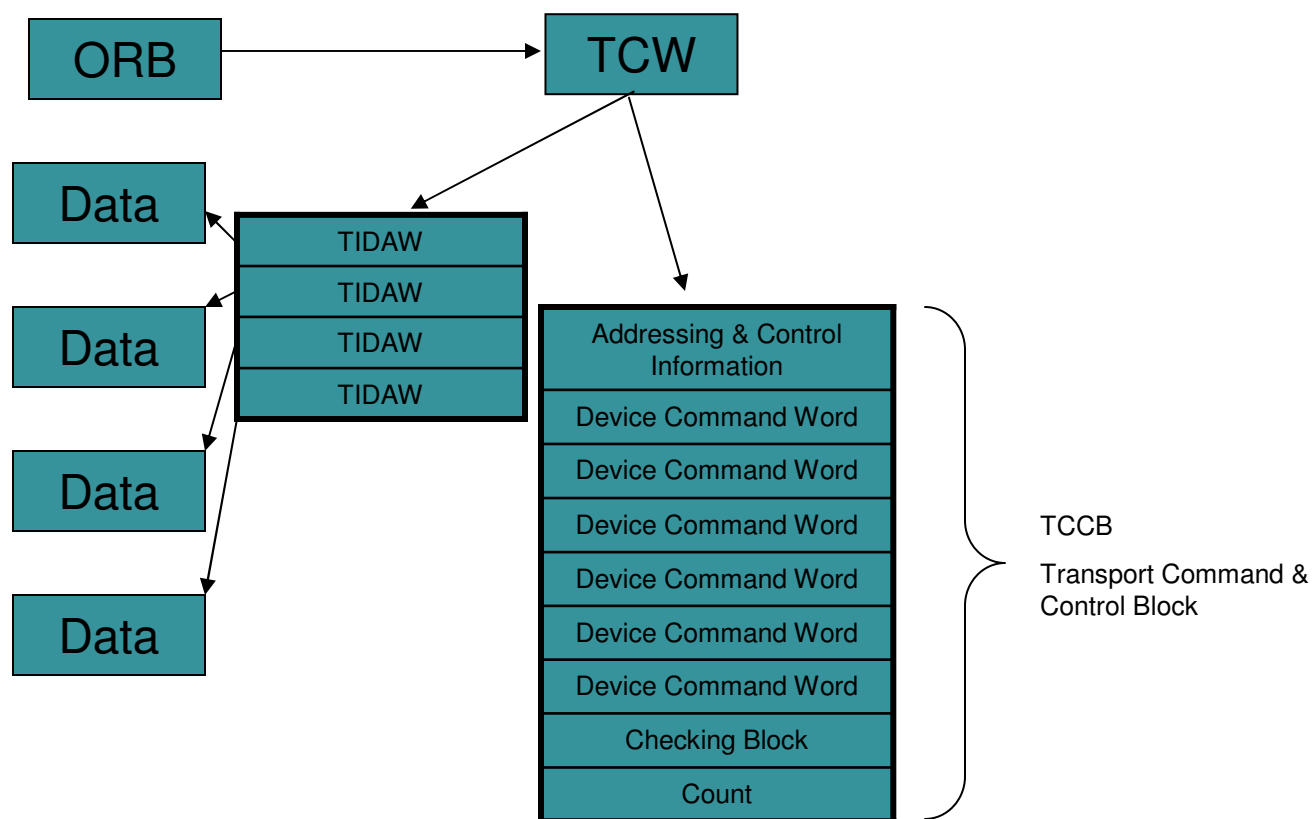 ORB
TCW
Data
Data
Data
Data
TIDAW
TIDAW
TIDAW
TIDAW
Addressing & Control
Information
Device Command Word
Device Command Word
Device Command Word
Device Command Word
Device Command Word
Device Command Word
Checking Block
Count
TCCB
Transport Command &
Control Block